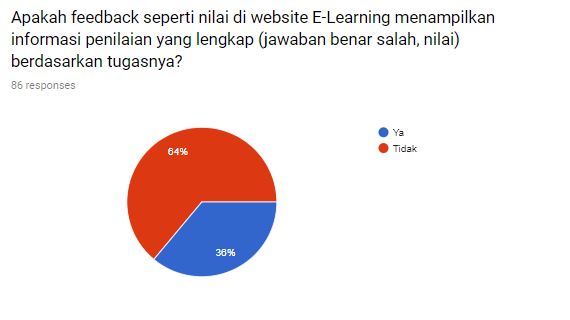 Apakah feedback seperti nilai di website E-Learning menampilkan
informasi penilaian yang lengkap (jawaban benar salah, nilai)
berdasarkan tugasnya?
86 responses
Ya
Tidak
64%
36%